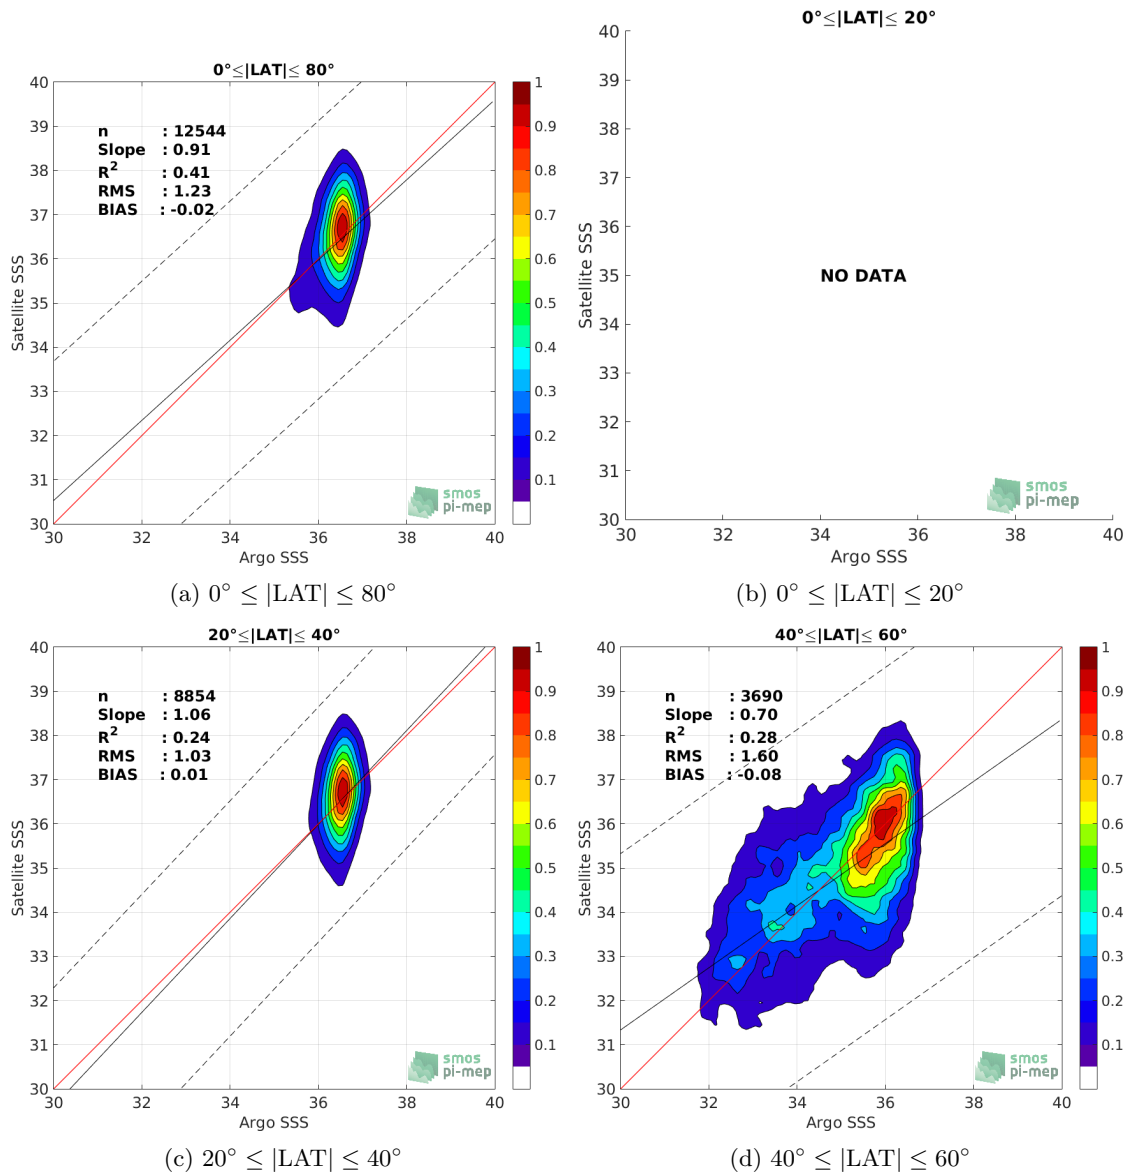 0°≤|LAT|≤ 80°
n : 12544
Slope : 0.91
R² : 0.41
RMS : 1.23
BIAS : -0.02
40
39
38
37
36
35
34
33
32
31
30
Satellite SSS
30 32 34 36 38 40
Argo SSS
1
0.9
0.8
0.7
0.6
0.5
0.4
0.3
0.2
0.1
smos
pi-mep
(a) 0° ≤ |LAT| ≤ 80°
0°≤|LAT|≤ 20°
40
39
38
37
36
35
34
33
32
31
30
Satellite SSS
NO DATA
30 32 34 36 38 40
Argo SSS
smos
pi-mep
(b) 0° ≤ |LAT| ≤ 20°
20°≤|LAT|≤ 40°
n : 8854
Slope : 1.06
R² : 0.24
RMS : 1.03
BIAS : 0.01
40
39
38
37
36
35
34
33
32
31
30
Satellite SSS
30 32 34 36 38 40
Argo SSS
1
0.9
0.8
0.7
0.6
0.5
0.4
0.3
0.2
0.1
smos
pi-mep
(c) 20° ≤ |LAT| ≤ 40°
40°≤|LAT|≤ 60°
n : 3690
Slope : 0.70
R² : 0.28
RMS : 1.60
BIAS : -0.08
40
39
38
37
36
35
34
33
32
31
30
Satellite SSS
30 32 34 36 38 40
Argo SSS
1
0.9
0.8
0.7
0.6
0.5
0.4
0.3
0.2
0.1
smos
pi-mep
(d) 40° ≤ |LAT| ≤ 60°